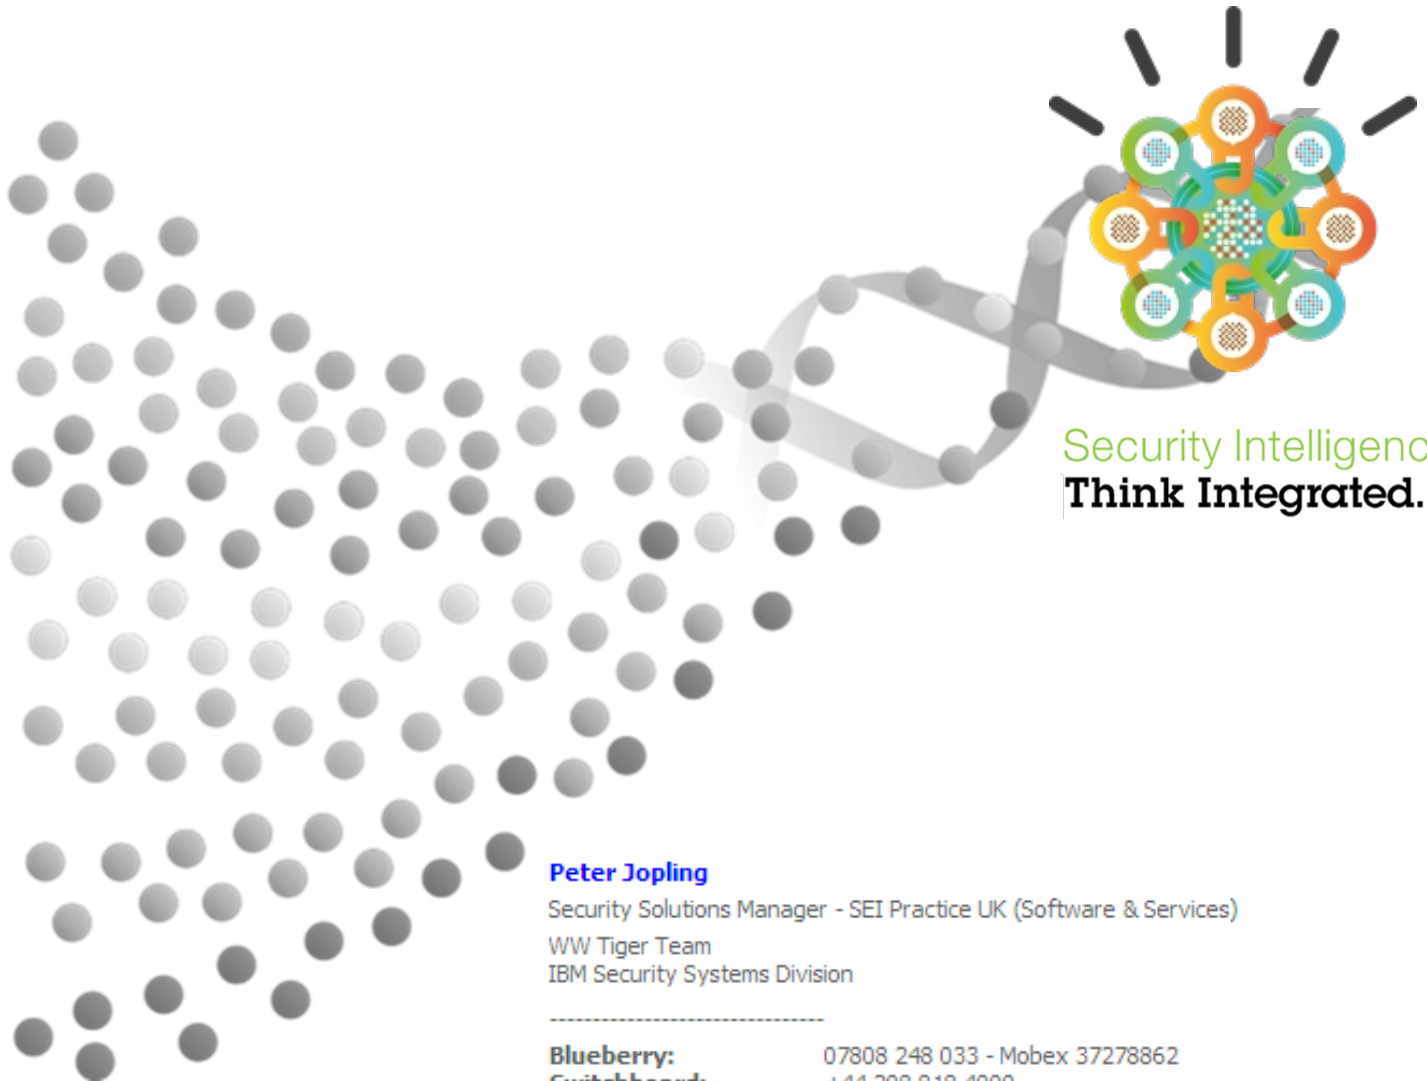 Security Intelligenc
Think Integrated.
Peter Jopling
Security Solutions Manager - SEI Practice UK (Software & Services)
WW Tiger Team
IBM Security Systems Division
--------------------------------
Blueberry: 07808 248 033 - Mobex 37278862
Switchboard: